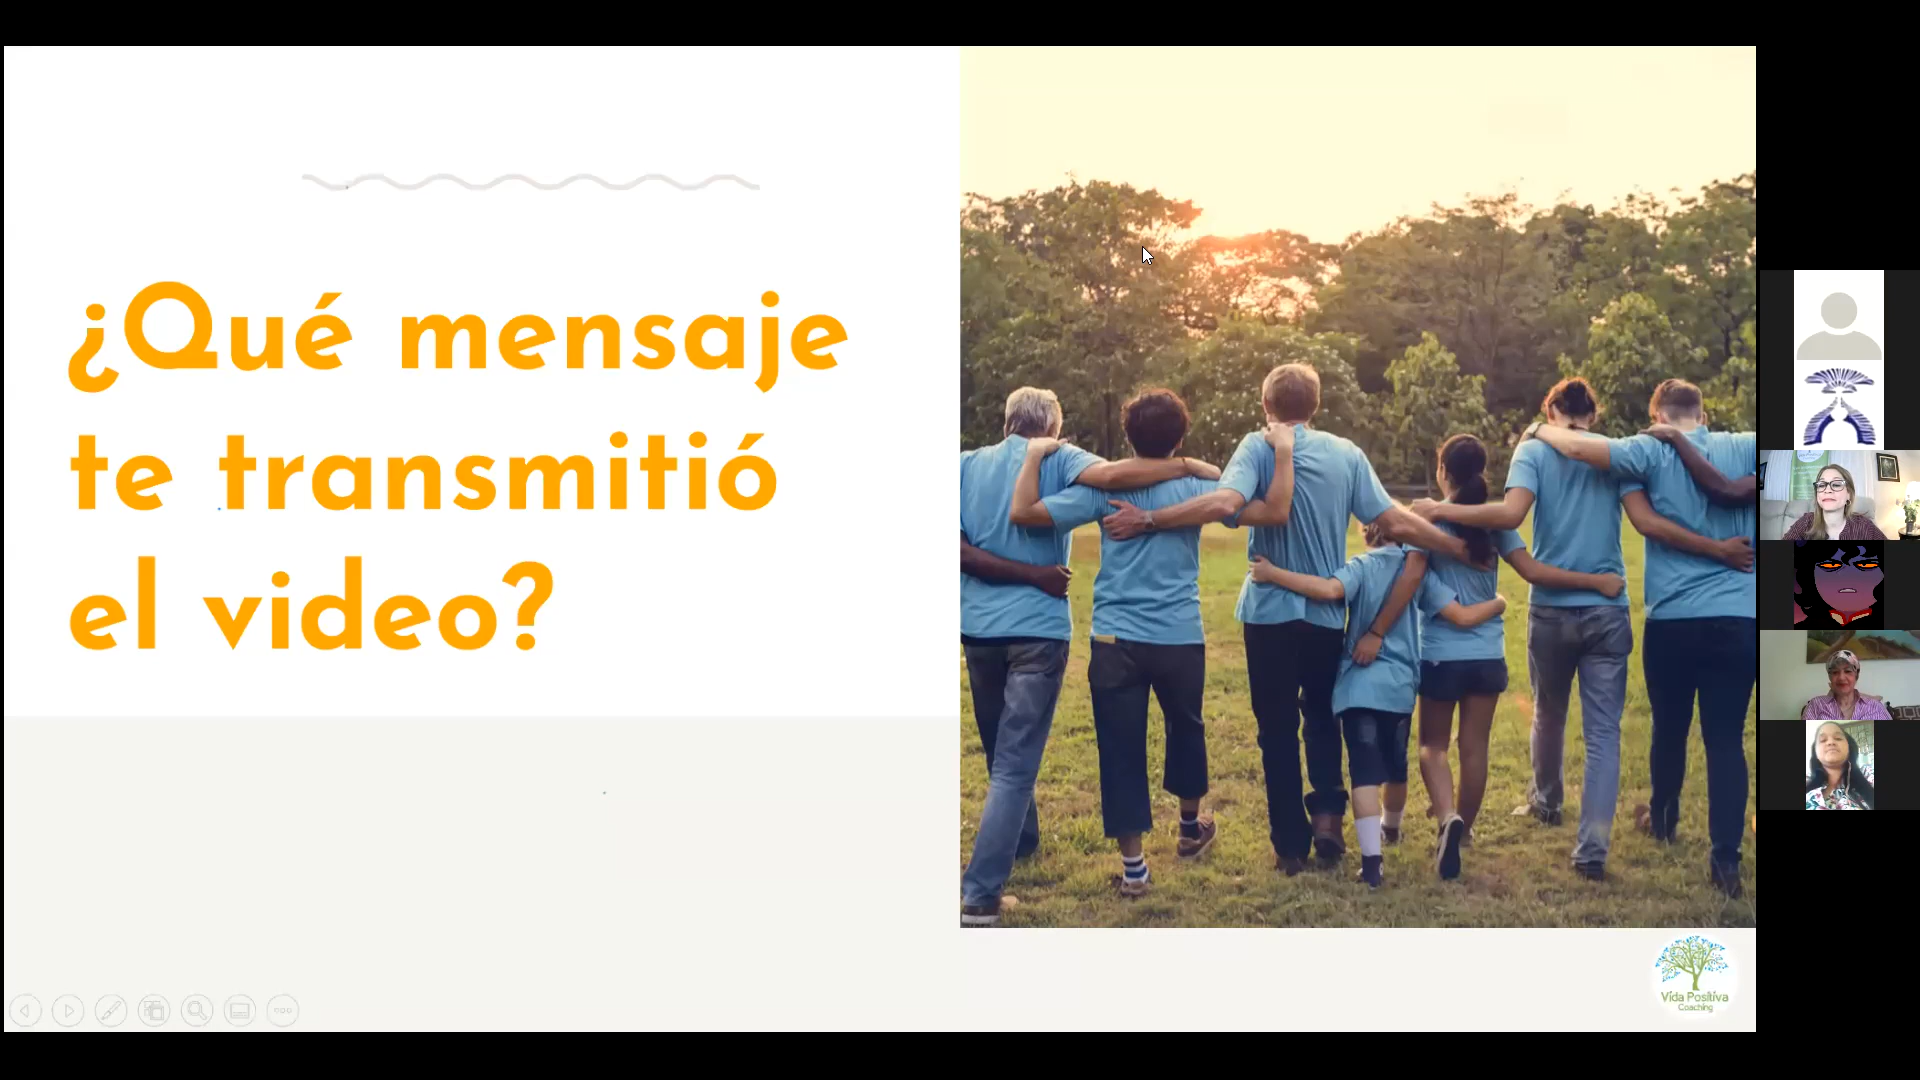 ¿Qué mensaje
te transmitió
el video?
Vida Positiva
Coaching